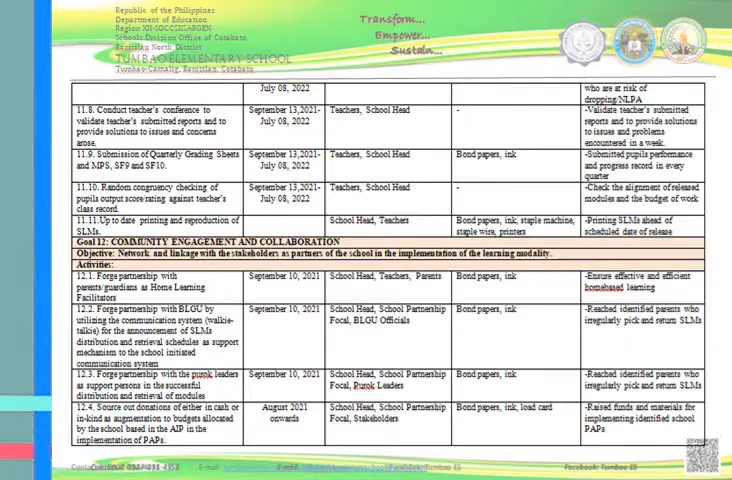 Republic of the Philippines
Department of Education
Region XII-SOCCSKSARGEN
Schools Division Office of Cotabato
Banisilan North District
TUMBAO ELEMENTARY SCHOOL
Tumbao-Camalig, Banisilan, Cotabato
Transform...
Empower...
Sustain...
July 08, 2022
who are at risk of
dropping/NLPA
11.8. Conduct teacher's conference to
validate teacher's submitted reports and to
provide solutions to issues and concerns
arose.
September 13,2021-
July 08, 2022
Teachers, School Head
-
-Validate teacher's submitted
reports and to provide solutions
to issues and problems
encountered in a week.
11.9. Submission of Quarterly Grading Sheets
and MPS, SF9 and SF10.
September 13,2021-
July 08, 2022
Teachers, School Head
Bond papers, ink
-Submitted pupils performance
and progress record in every
quarter
11.10. Random congruency checking of
pupils output score/rating against teacher's
class record.
September 13,2021-
July 08, 2022
Teachers, School Head
-
-Check the alignment of released
modules and the budget of work
11.11.Up to date printing and reproduction of
SLMs.
School Head, Teachers
Bond papers, ink, staple machine,
staple wire, printers
-Printing SLMs ahead of
scheduled date of release
Goal 12: COMMUNITY ENGAGEMENT AND COLLABORATION
Objective: Network and linkage with the stakeholders as partners of the school in the implementation of the learning modality.
Activities:
12.1. Forge partnership with
parents/guardians as Home Learning
Facilitators
September 10, 2021
School Head, Teachers, Parents
Bond papers, ink
-Ensure effective and efficient
homebased learning
12.2. Forge partnership with BLGU by
utilizing the communication system (walkie-
talkie) for the announcement of SLMs
distribution and retrieval schedules as support
mechanism to the school initiated
communication system
September 10, 2021
School Head, School Partnership
Focal, BLGU Officials
Bond papers, ink
-Reached identified parents who
irregularly pick and return SLMs
12.3. Forge partnership with the purok leaders
as support persons in the successful
distribution and retrieval of modules
September 10, 2021
School Head, School Partnership
Focal, Purok Leaders
Bond papers, ink
-Reached identified parents who
irregularly pick and return SLMs
12.4. Source out donations of either in cash or
in-kind as augmentation to budgets allocated
by the school based in the AIP in the
implementation of PAPs.
August 2021
onwards
School Head, School Partnership
Focal, Stakeholders
Bond papers, ink, load card
-Raised funds and materials for
implementing identified school
PAPs
E-mail:
Tumbao ES
Facebook: Tumbao ES